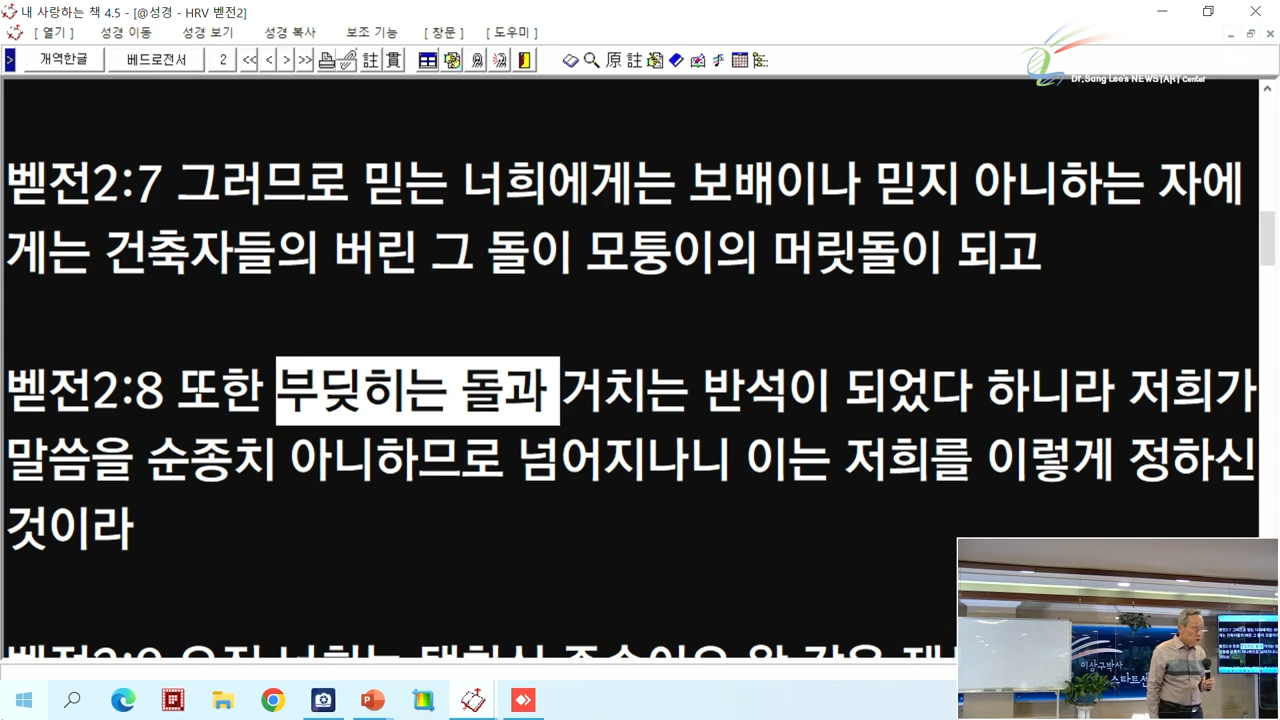 내 사랑하는 책 4.5 - [@성경 - HRV 벧전2]
[ 열기 ] 성경 이동 성경 보기 성경 복사 보조 기능 [ 창문 ] [ 도우미 ]
개역한글 베드로전서 2 << < > >> 註 貫 原 註
Dr.Sang Lee's NEWSTART Center
벧전2:7 그러므로 믿는 너희에게는 보배이나 믿지 아니하는 자에
게는 건축자들의 버린 그 돌이 모퉁이의 머릿돌이 되고
벧전2:8 또한 부딪히는 돌과 거치는 반석이 되었다 하니라 저희가
말씀을 순종치 아니하므로 넘어지나니 이는 저희를 이렇게 정하신
것이라
이상구박사